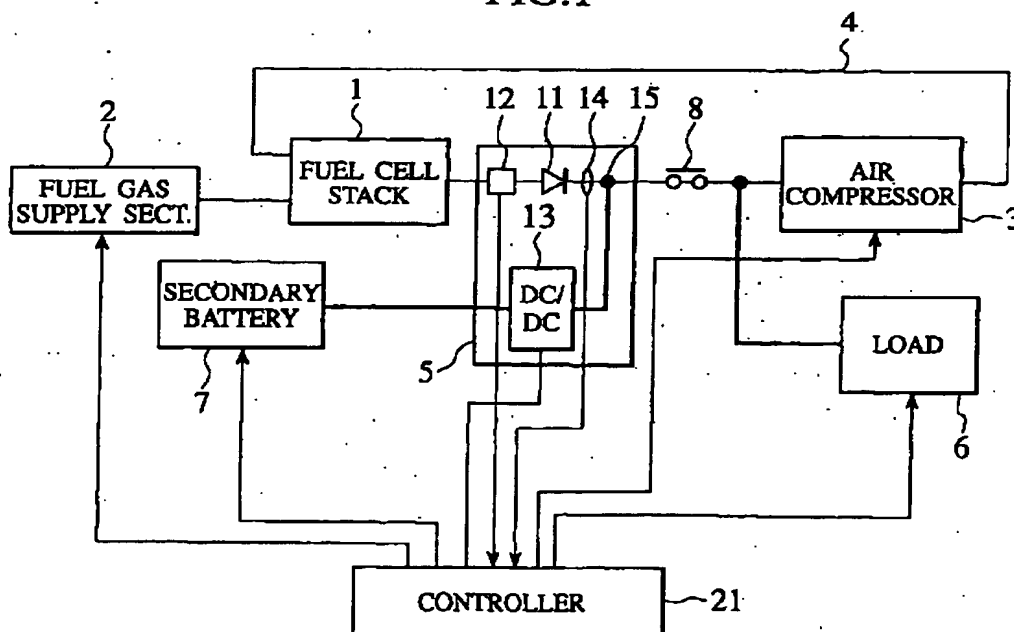 FIG.1
4
1
12 11 14 15
2
8
FUEL GAS
SUPPLY SECT.
FUEL CELL
STACK
AIR
COMPRESSOR
3
13
SECONDARY
BATTERY
DC/
DC
LOAD
7
5
6
CONTROLLER
21